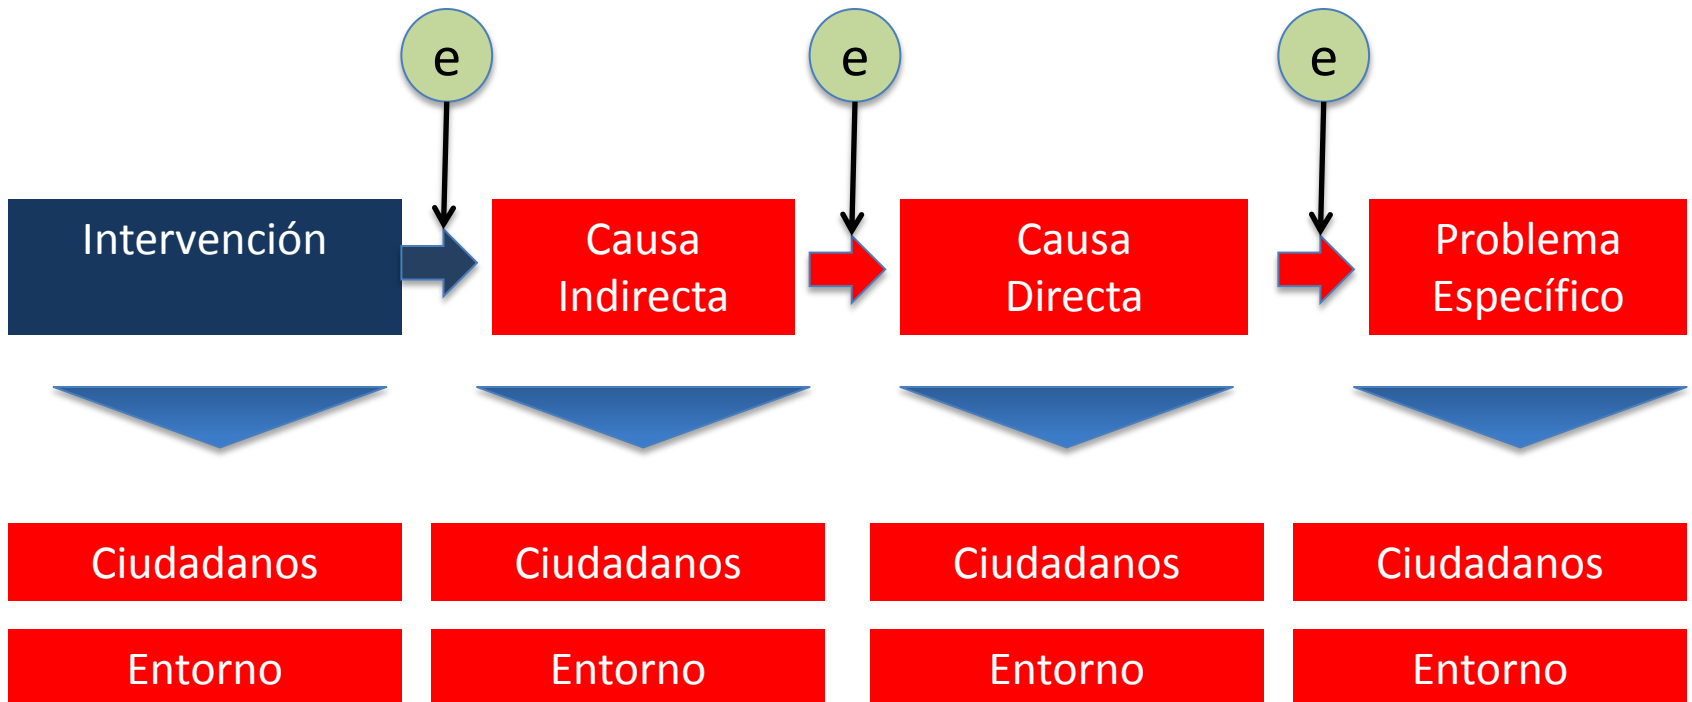 e
e
e
Intervención
Causa
Indirecta
Causa
Directa
Problema
Específico
Ciudadanos
Ciudadanos
Ciudadanos
Ciudadanos
Entorno
Entorno
Entorno
Entorno